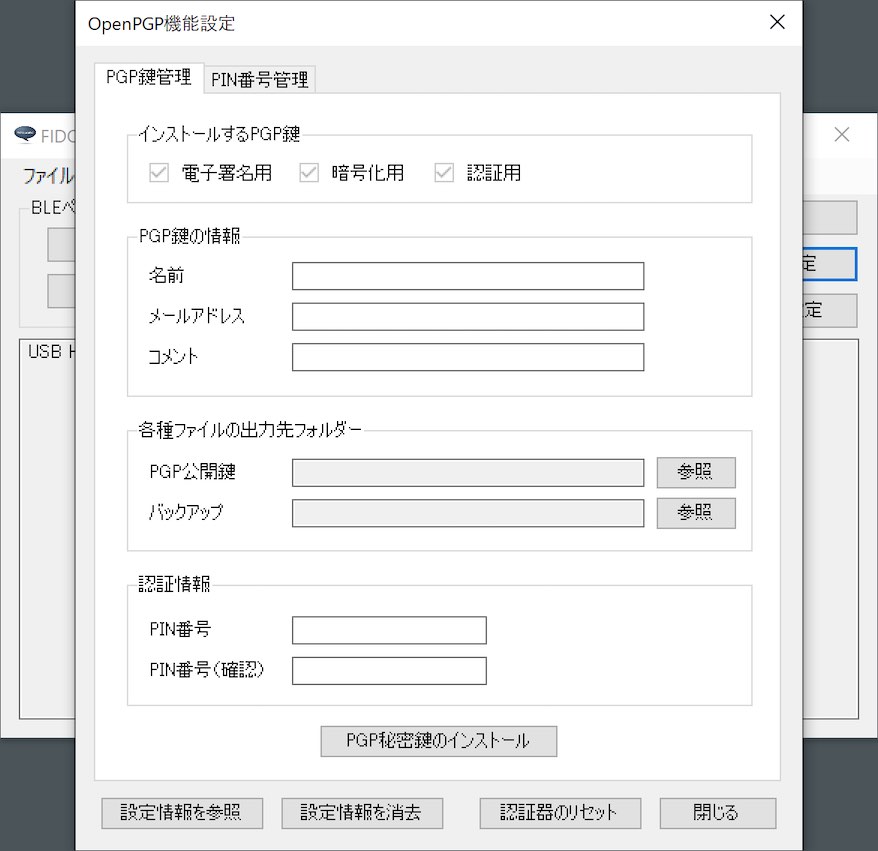 OpenPGP機能設定
PGP鍵管理 PIN番号管理
インストールするPGP鍵
電子署名用 暗号化用 認証用
PGP鍵の情報
名前
メールアドレス
コメント
各種ファイルの出力先フォルダー
PGP公開鍵 参照
バックアップ 参照
認証情報
PIN番号
PIN番号(確認)
PGP秘密鍵のインストール
設定情報を参照 設定情報を消去 認証器のリセット 閉じる
ファイル
BLEペ
定
定
USB